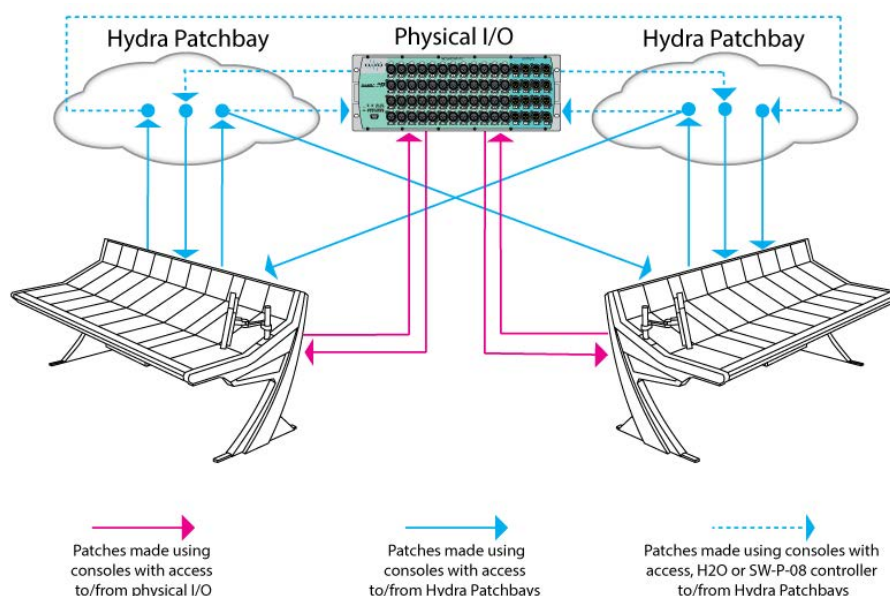 Hydra Patchbay
Physical I/O
Hydra Patchbay
Patches made using
consoles with access
to/from physical I/O
Patches made using
consoles with access
to/from Hydra Patchbays
Patches made using consoles with
access, H2O or SW-P-08 controller
to/from Hydra Patchbays